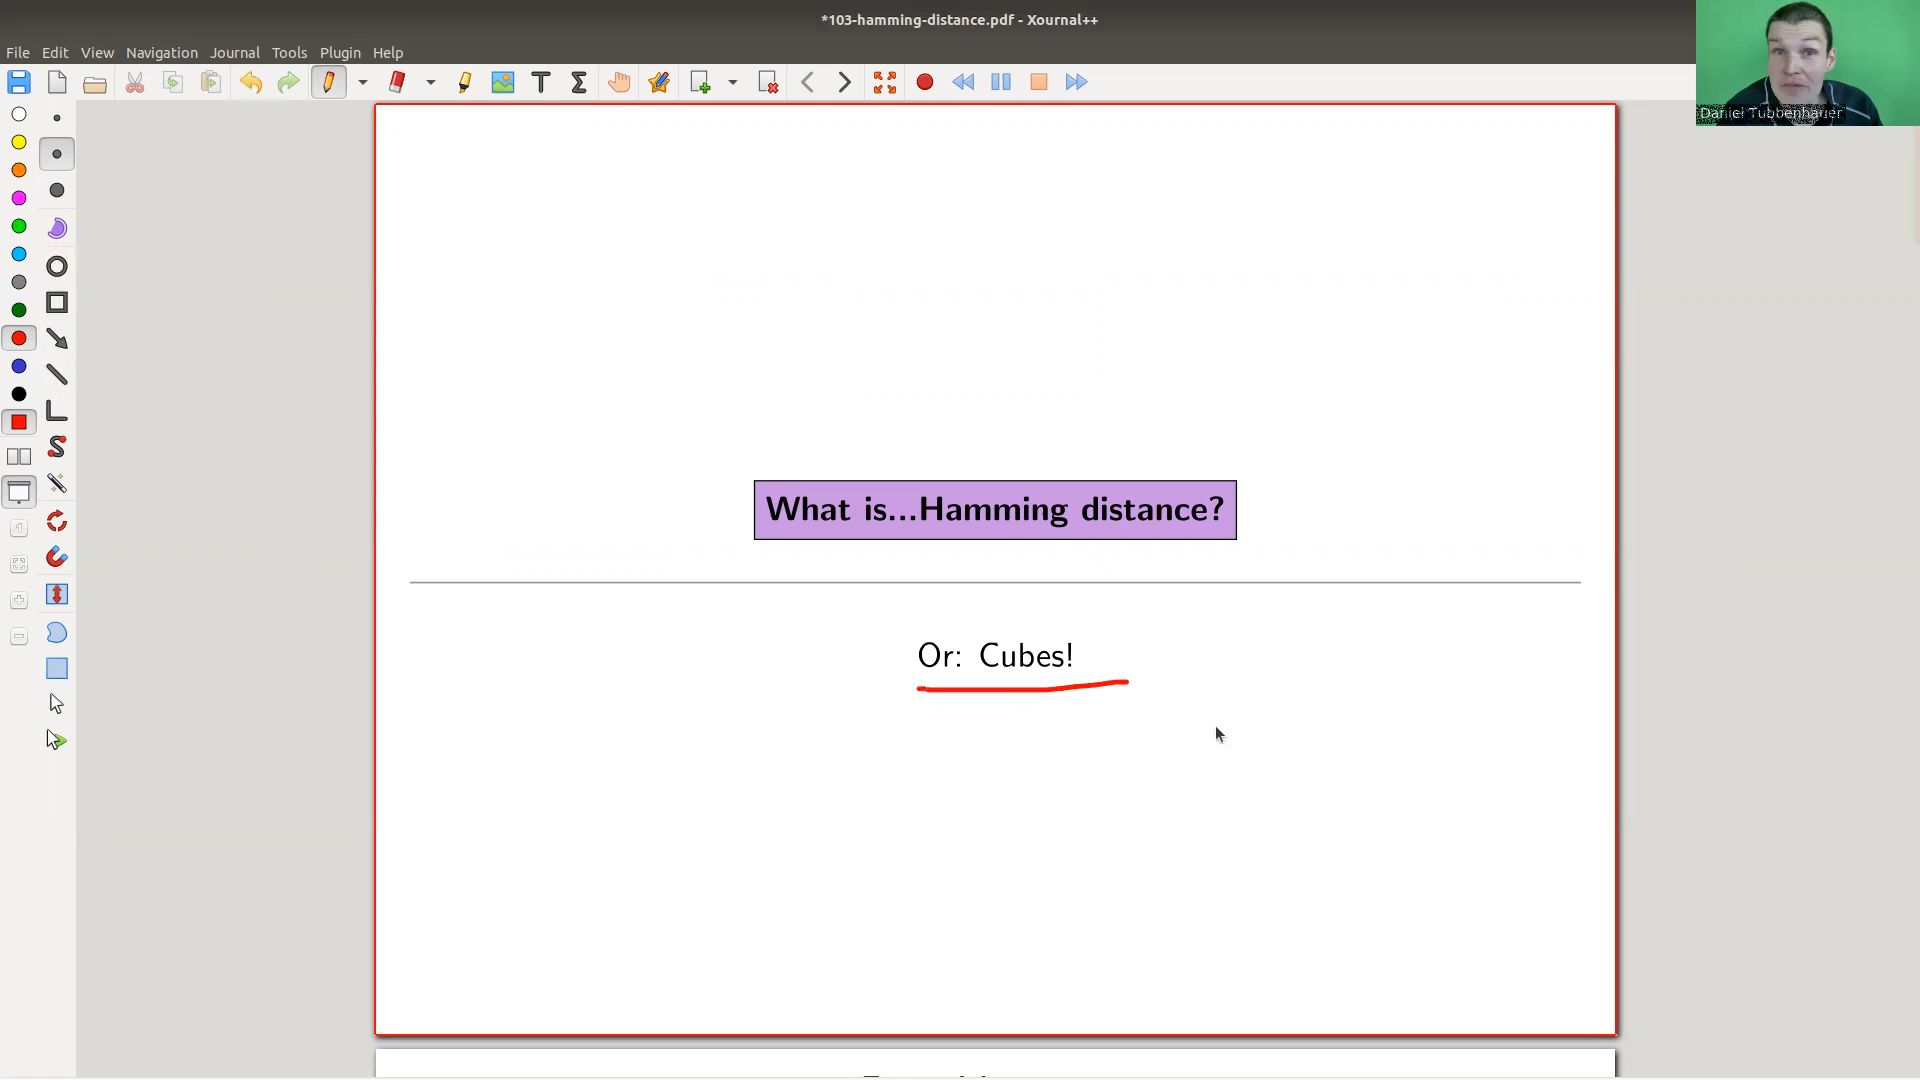 *103-hamming-distance.pdf - Xournal++
File Edit View Navigation Journal Tools Plugin Help
Daniel Tubbenhauer
What is...Hamming distance?
Or: Cubes!